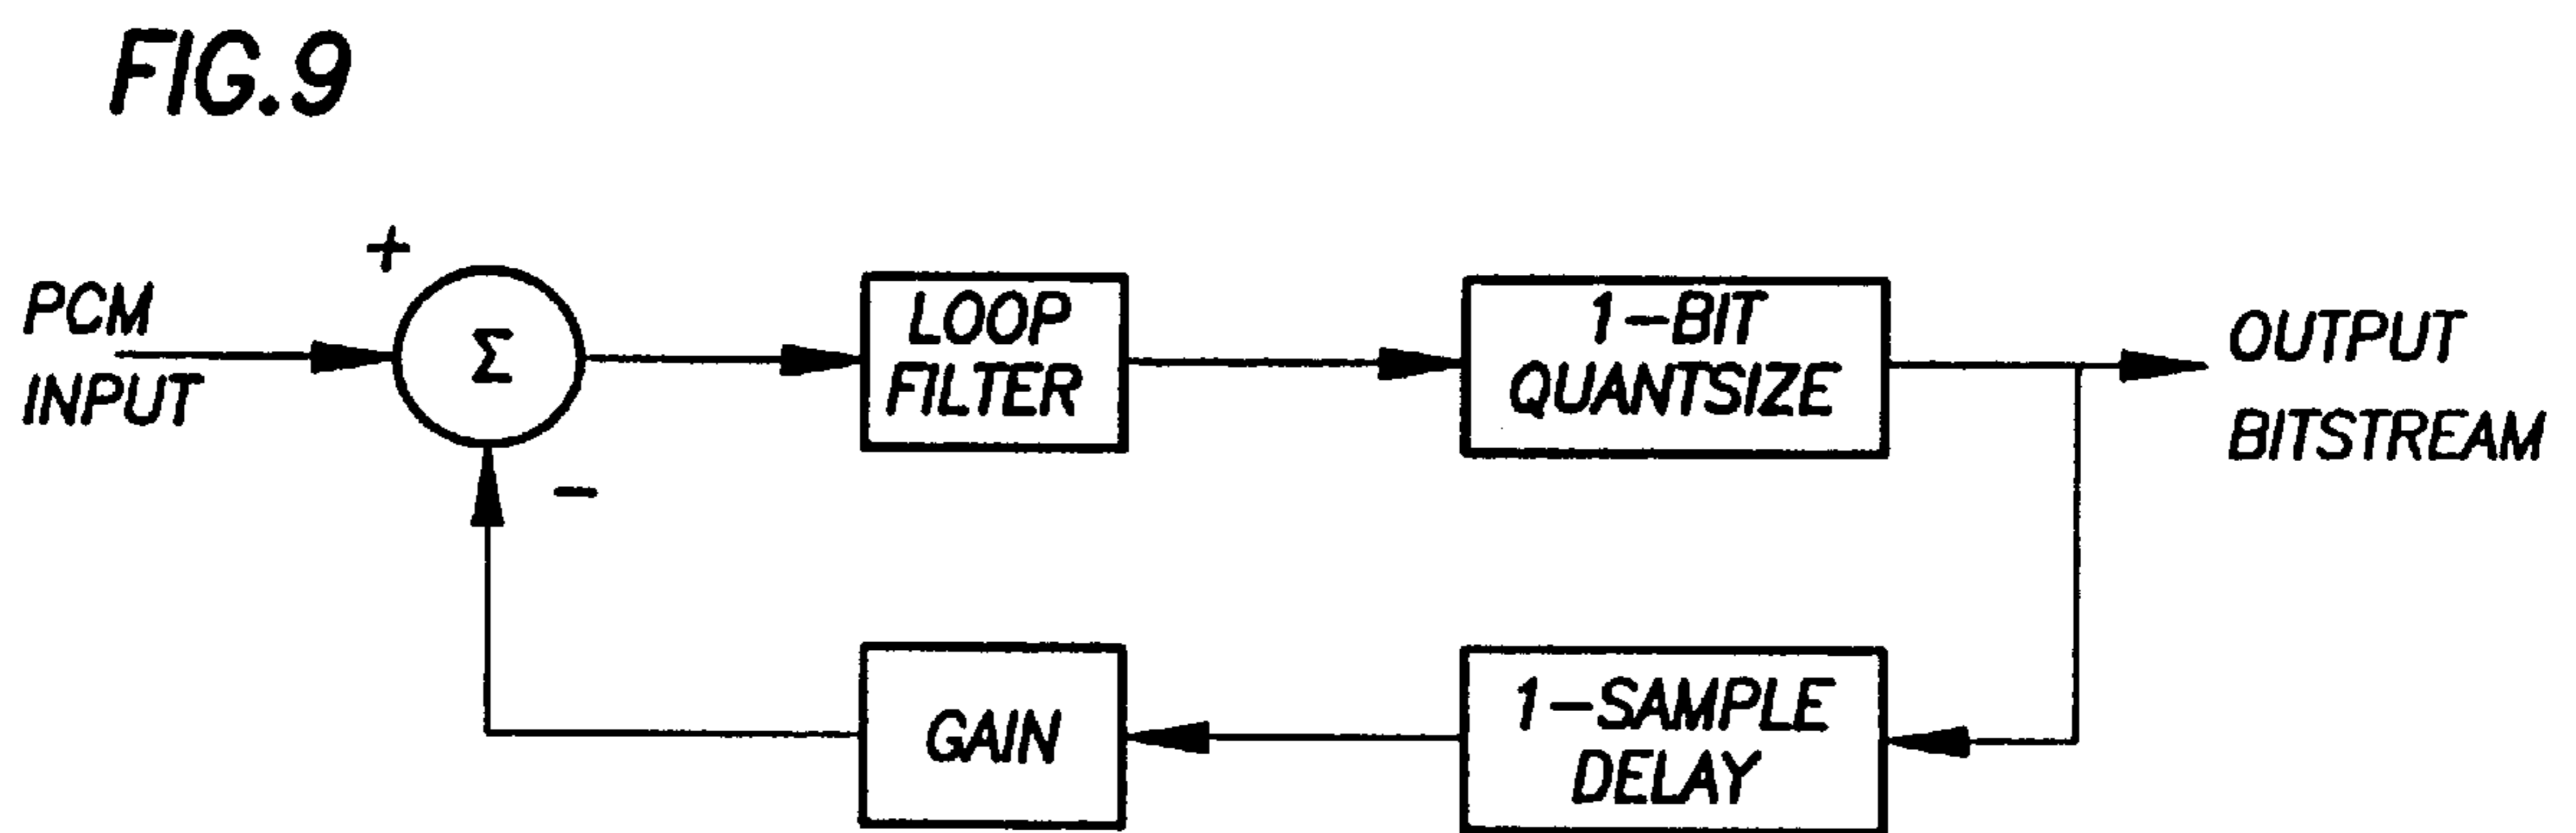 FIG.9
PCM
INPUT
+
Σ
−
LOOP
FILTER
1-BIT
QUANTSIZE
OUTPUT
BITSTREAM
GAIN
1-SAMPLE
DELAY